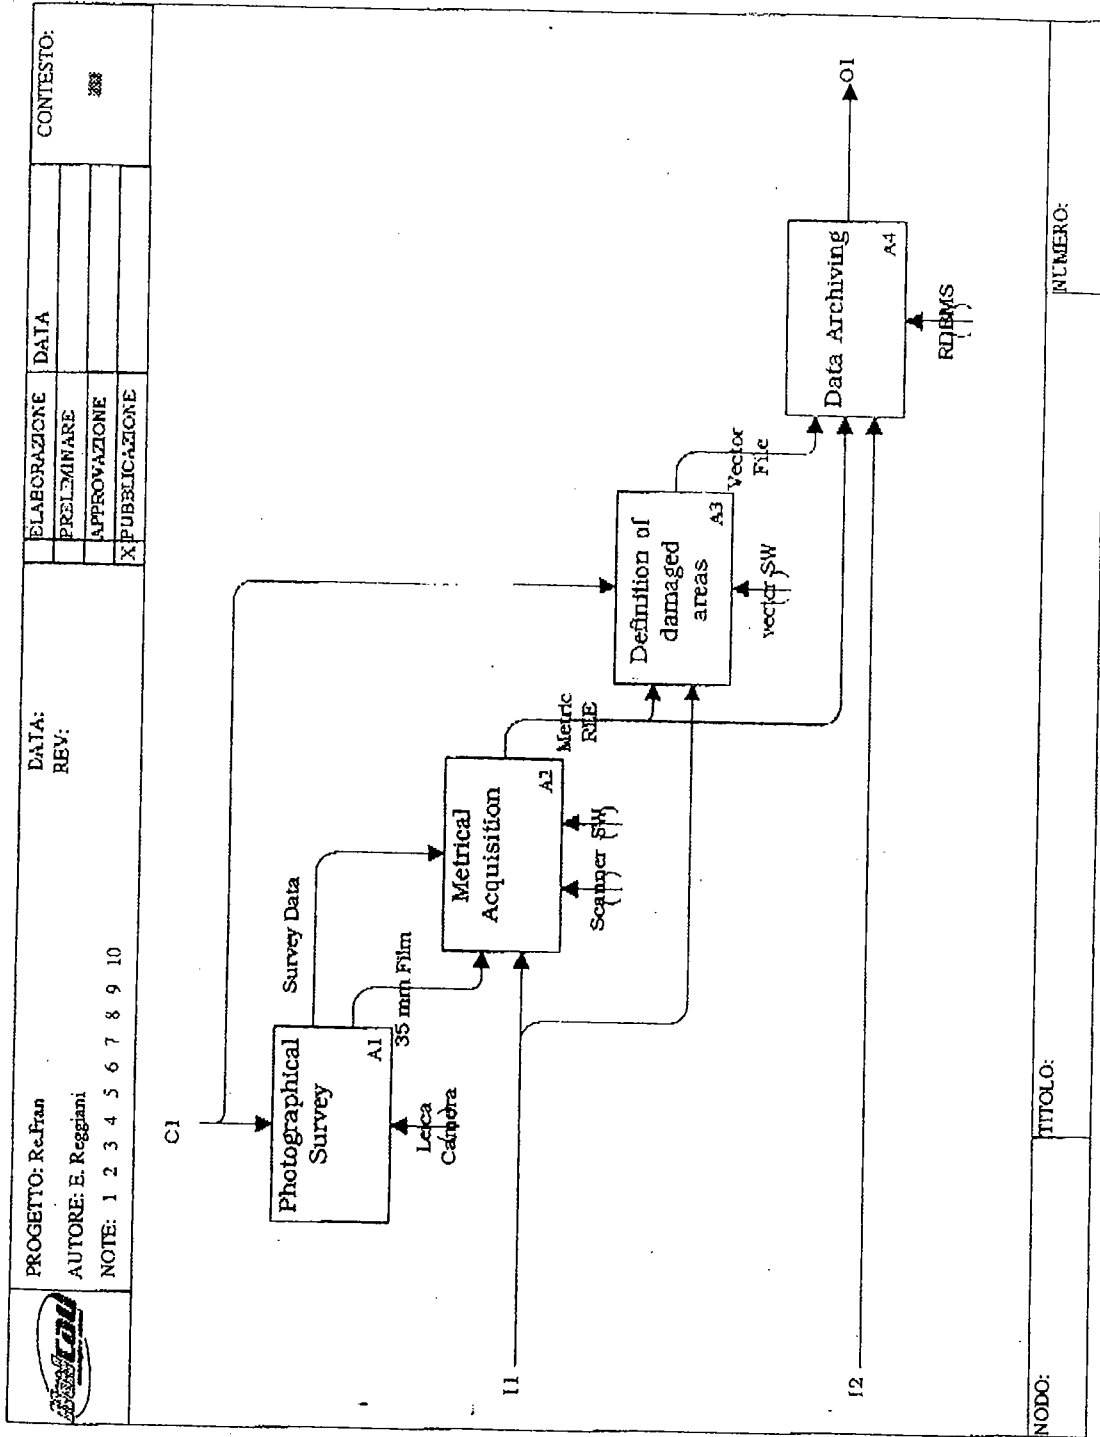 PROGETTO: Re.Fran
AUTORE: E. Reggiani
NOTE: 1 2 3 4 5 6 7 8 9 10
DATA:
REV:
ELABORAZIONE
PRELIMINARE
APPROVAZIONE
X PUBBLICAZIONE
DATA
CONTESTO:
C1
Photographical
Survey
A1
Leica
Camera
Survey Data
35 mm Film
Metrical
Acquisition
A2
Scanner SW
Metric
RLE
Definition of
damaged
areas
A3
vector SW
Vector
File
Data Archiving
A4
RDBMS
O1
I1
I2
NODO:
TITOLO:
NUMERO: